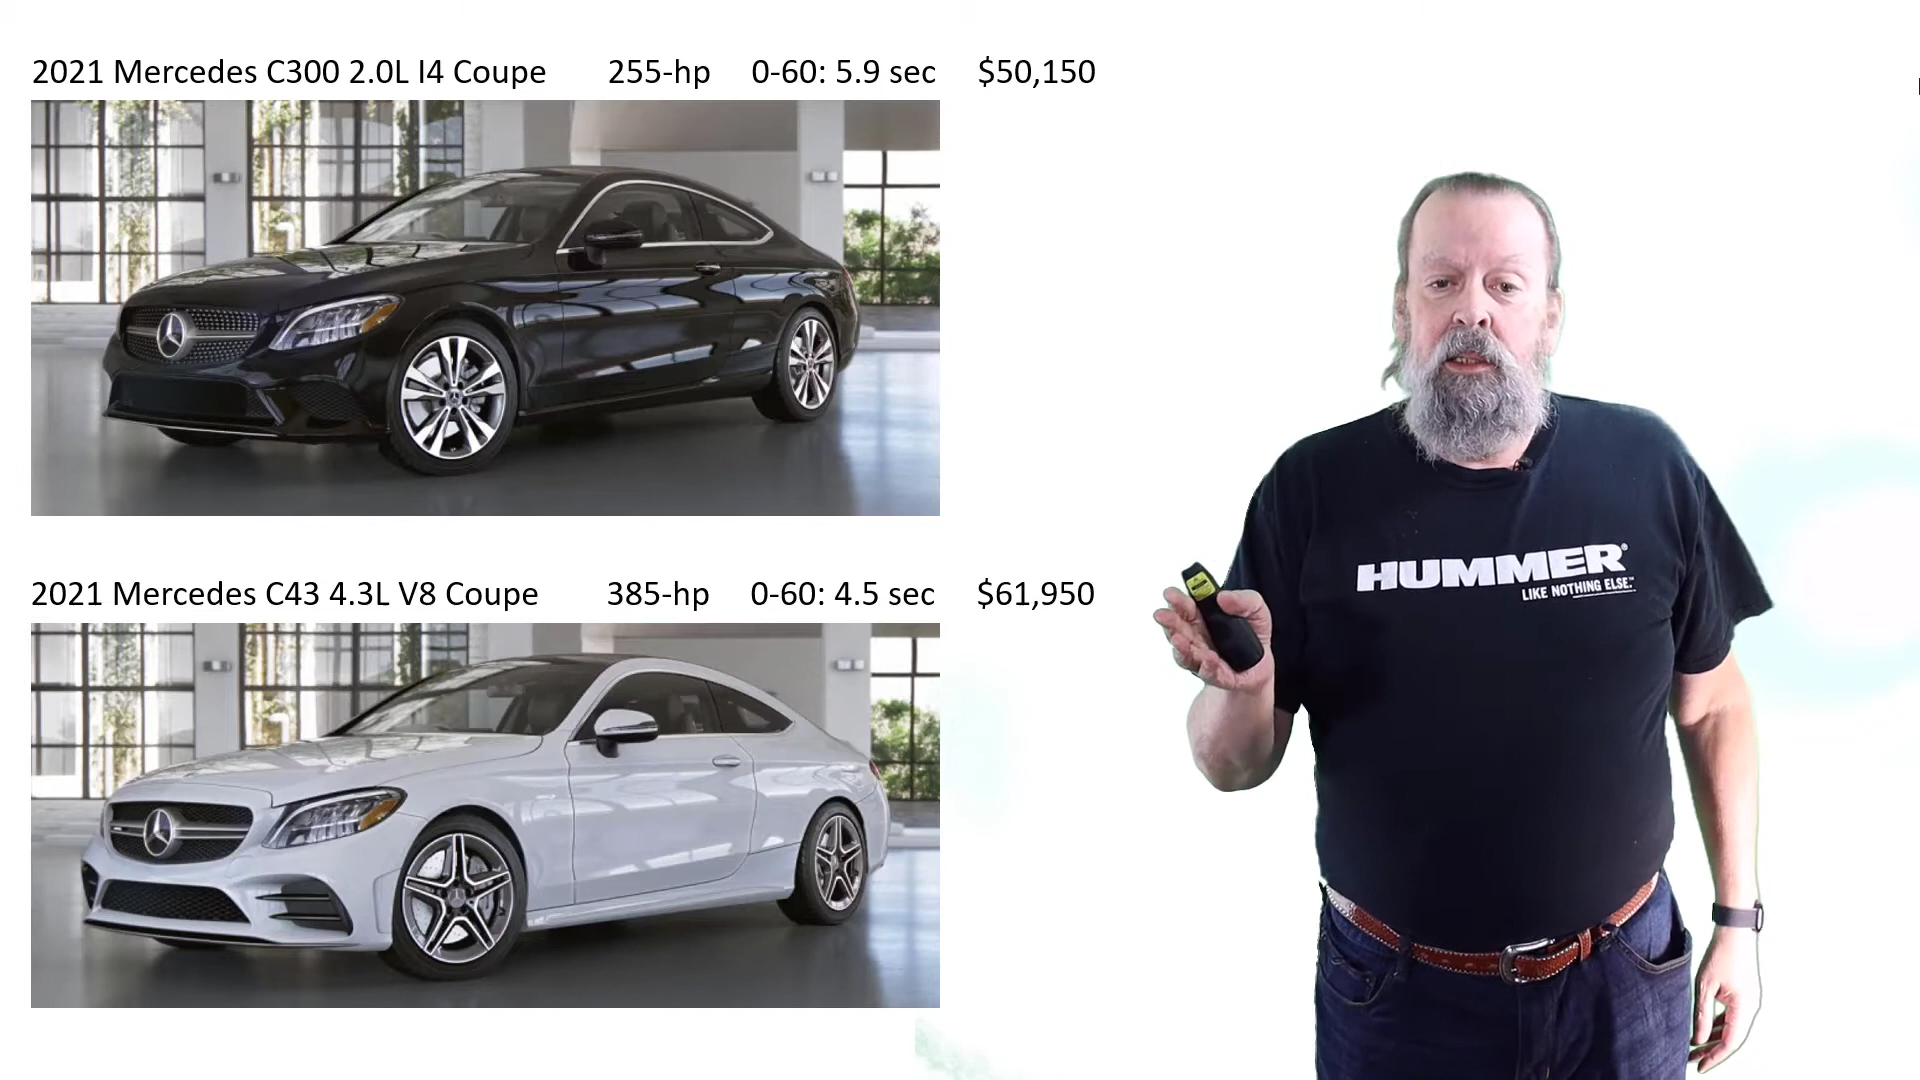 2021 Mercedes C300 2.0L I4 Coupe 255-hp 0-60: 5.9 sec $50,150
2021 Mercedes C43 4.3L V8 Coupe 385-hp 0-60: 4.5 sec $61,950
HUMMER®
LIKE NOTHING ELSE.™